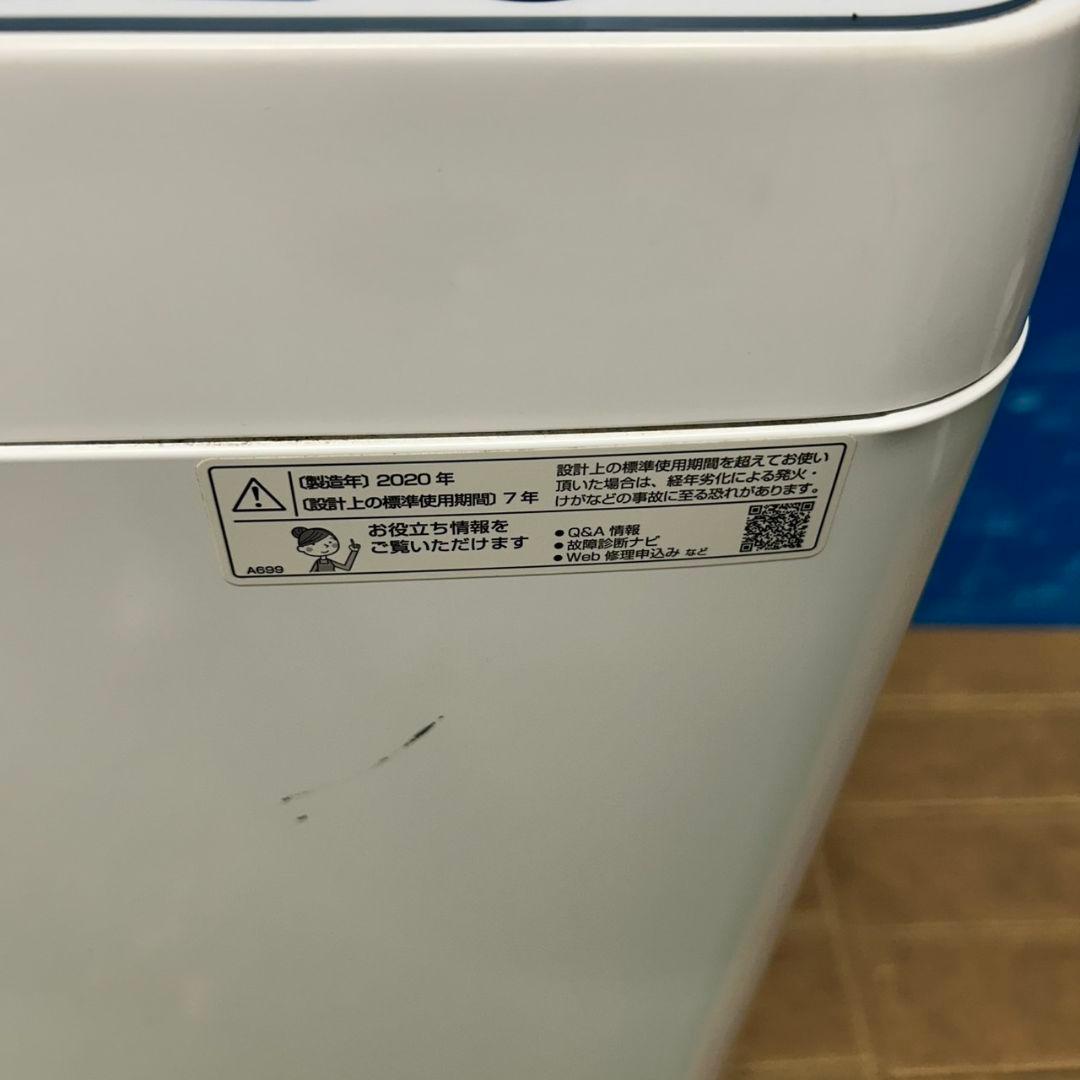 〔製造年〕2020 年
〔設計上の標準使用期間〕7 年
設計上の標準使用期間を超えてお使い
頂いた場合は、経年劣化による発火・
けがなどの事故に至る恐れがあります。
お役立ち情報を
ご覧いただけます
● Q&A 情報
● 故障診断ナビ
● Web 修理申込み など
A699